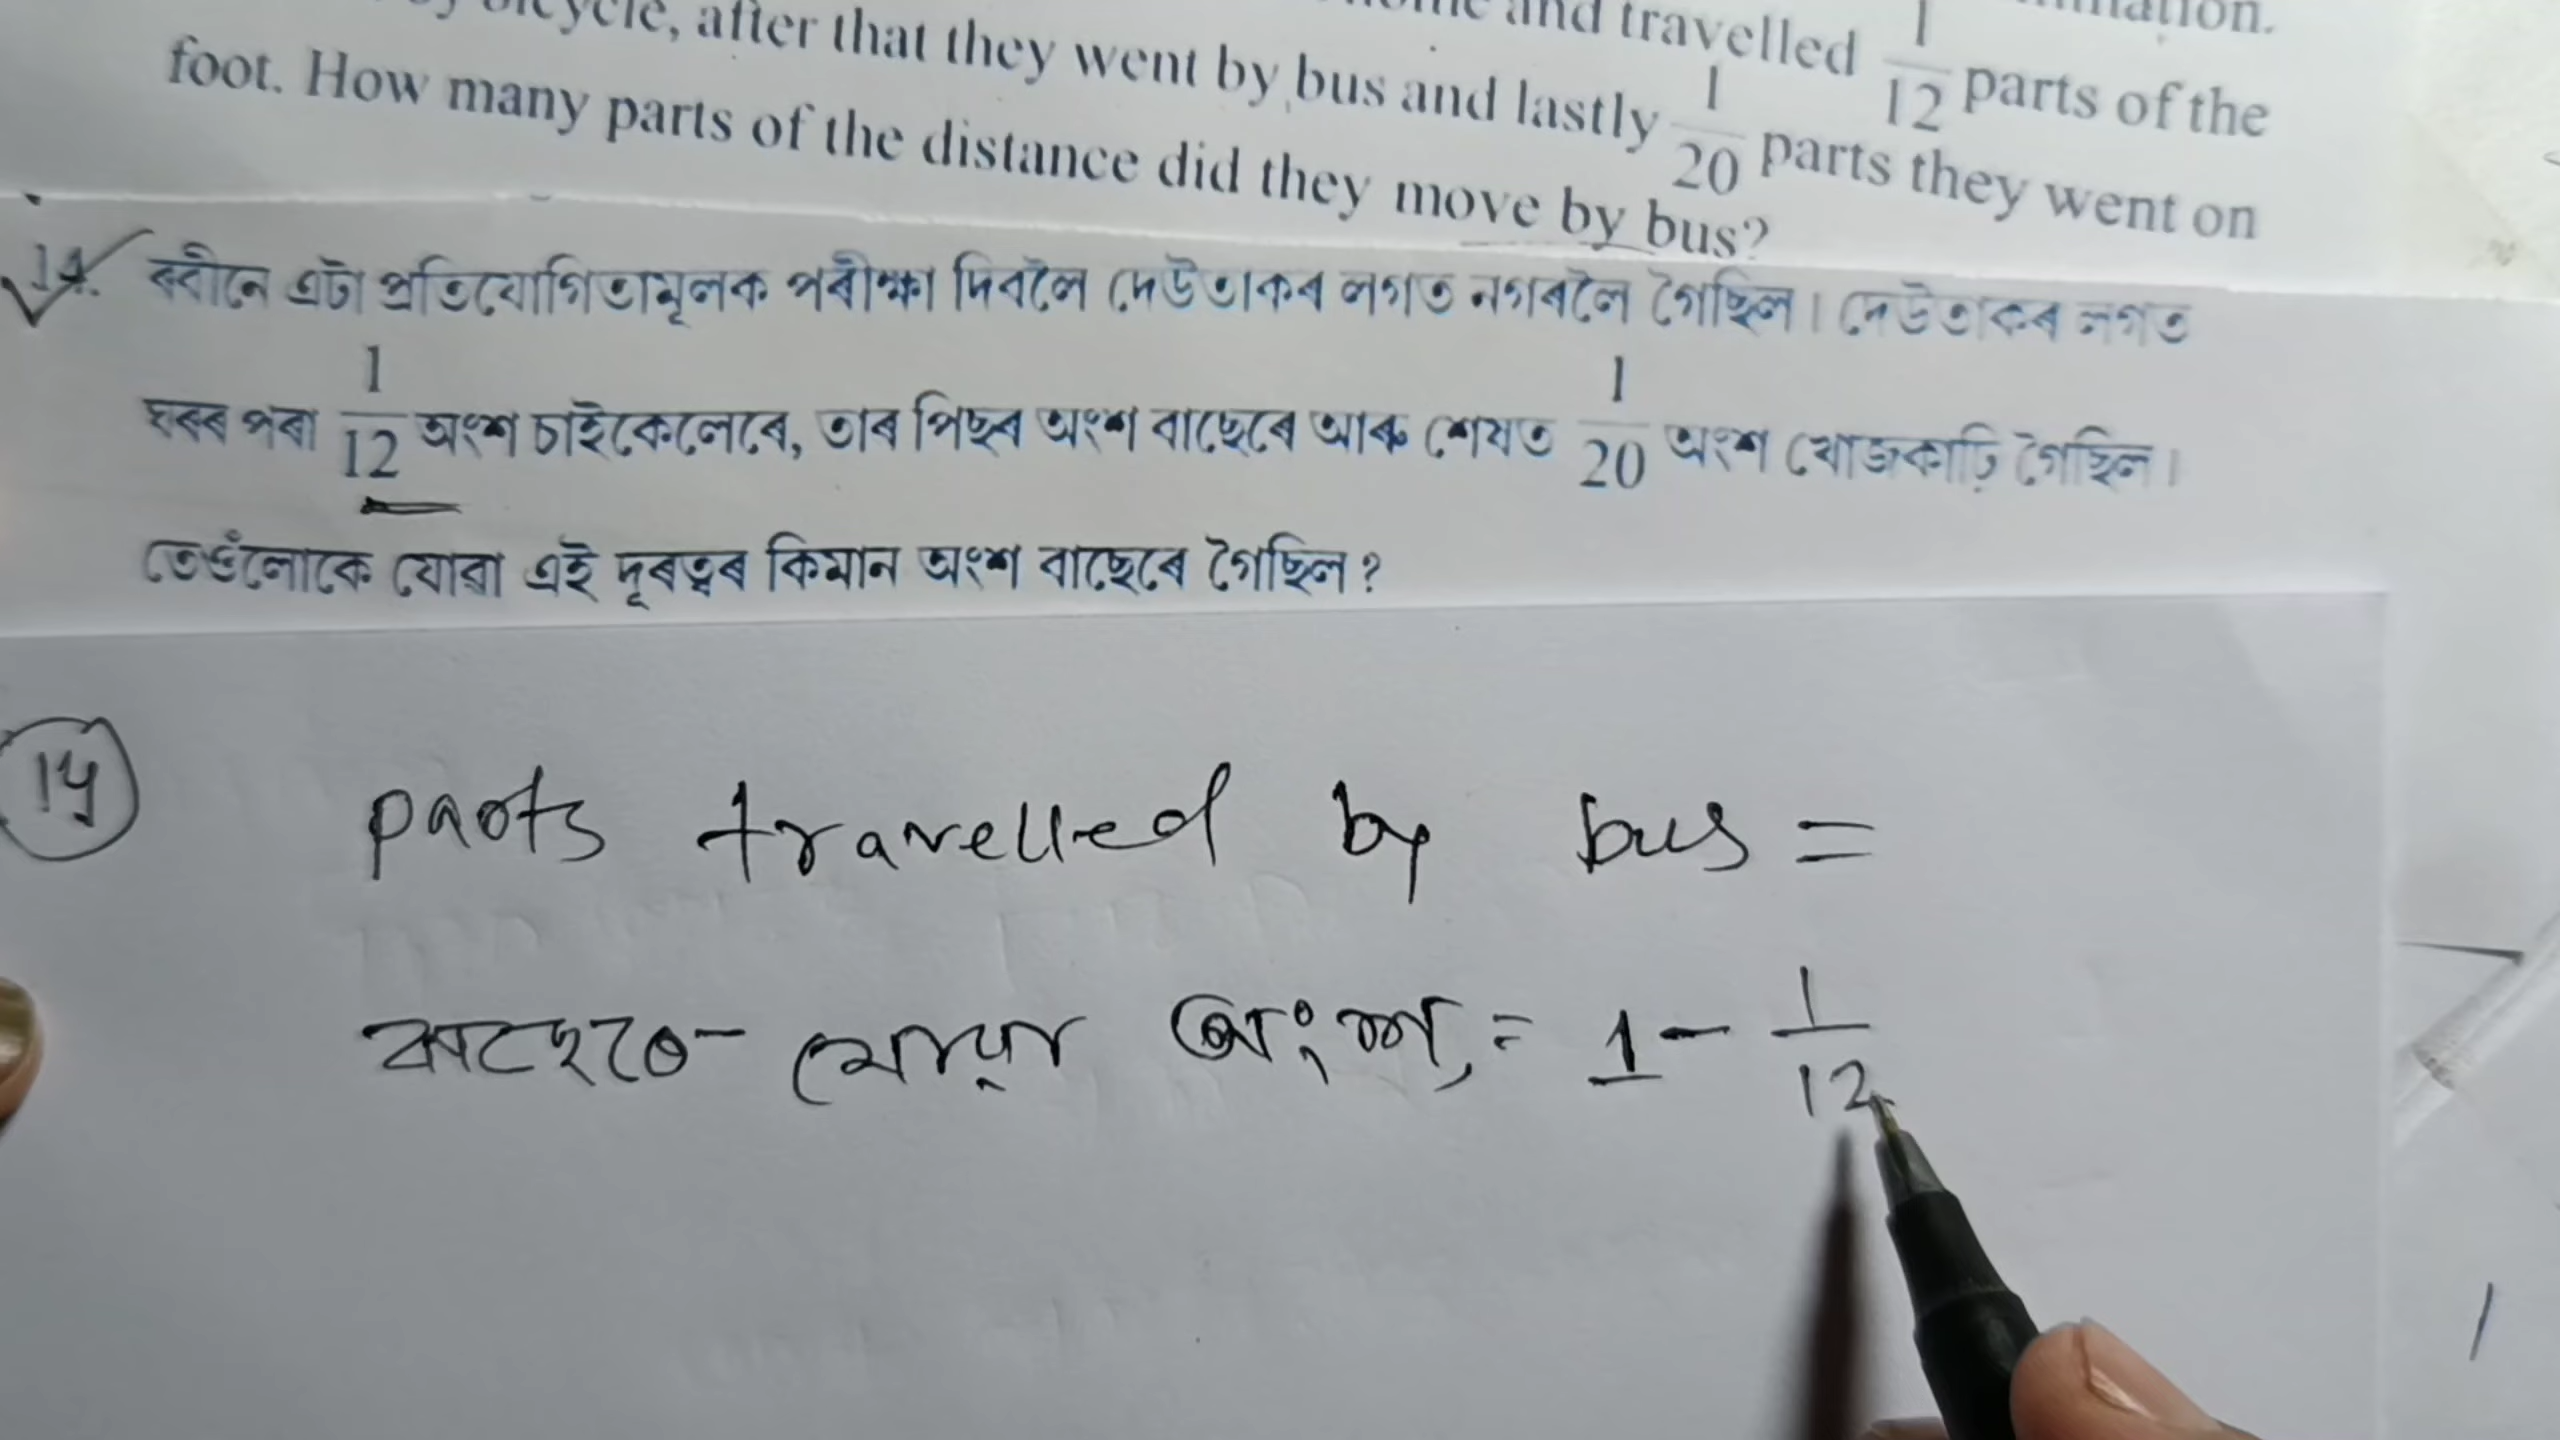 bicycle, after that they went by bus and lastly 1/20 parts they went on
and travelled 1/12 parts of the
foot. How many parts of the distance did they move by bus?
14. ৰবীনে এটা প্ৰতিযোগিতামূলক পৰীক্ষা দিবলৈ দেউতাকৰ লগত নগৰলৈ গৈছিল। দেউতাকৰ লগত
ঘৰৰ পৰা 1/12 অংশ চাইকেলেৰে, তাৰ পিছৰ অংশ বাছেৰে আৰু শেষত 1/20 অংশ খোজকাঢ়ি গৈছিল।
তেওঁলোকে যোৱা এই দূৰত্বৰ কিমান অংশ বাছেৰে গৈছিল?
14 parts travelled by bus =
বাছেৰে যোৱা অংশ, = 1 - 1/12